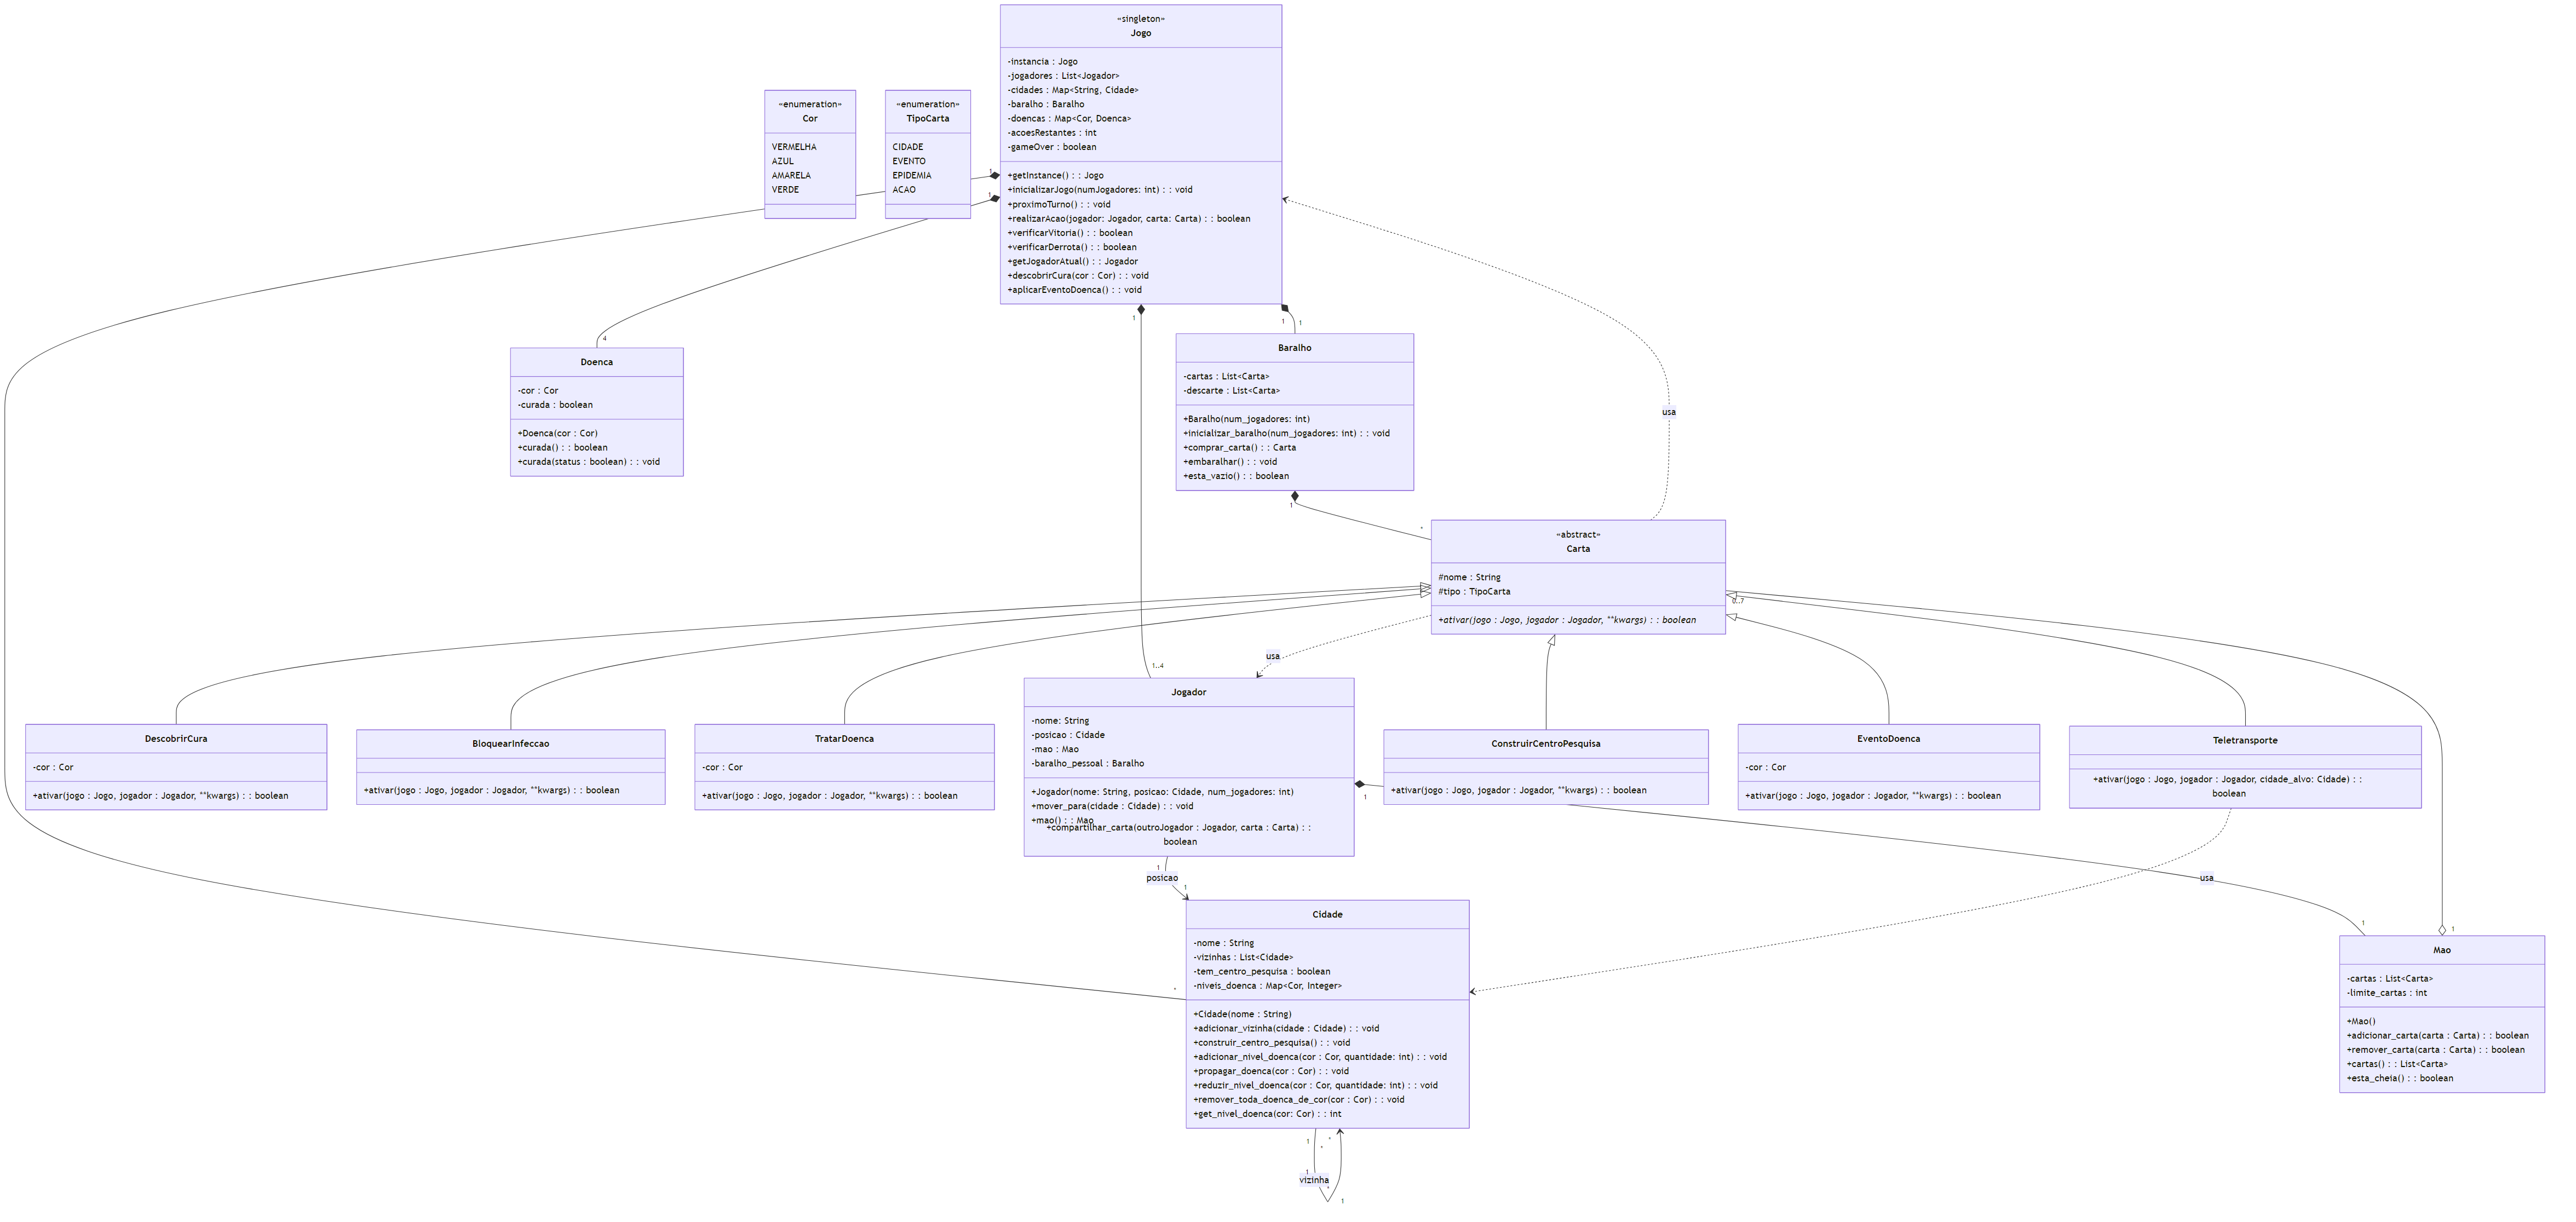 «singleton»
Jogo
-instancia : Jogo
-jogadores : List<Jogador>
-cidades : Map<String, Cidade>
-baralho : Baralho
-doencas : Map<Cor, Doenca>
-acoesRestantes : int
-gameOver : boolean
+getInstance() : : Jogo
+inicializarJogo(numJogadores: int) : : void
+proximoTurno() : : void
+realizarAcao(jogador: Jogador, carta: Carta) : : boolean
+verificarVitoria() : : boolean
+verificarDerrota() : : boolean
+getJogadorAtual() : : Jogador
+descobrirCura(cor : Cor) : : void
+aplicarEventoDoenca() : : void
«enumeration»
Cor
VERMELHA
AZUL
AMARELA
VERDE
«enumeration»
TipoCarta
CIDADE
EVENTO
EPIDEMIA
ACAO
1
1
1
1
1
4
Doenca
-cor : Cor
-curada : boolean
+Doenca(cor : Cor)
+curada() : : boolean
+curada(status : boolean) : : void
Baralho
-cartas : List<Carta>
-descarte : List<Carta>
+Baralho(num_jogadores: int)
+inicializar_baralho(num_jogadores: int) : : void
+comprar_carta() : : Carta
+embaralhar() : : void
+esta_vazio() : : boolean
usa
1
*
«abstract»
Carta
#nome : String
#tipo : TipoCarta
+ativar(jogo : Jogo, jogador : Jogador, **kwargs) : : boolean
0..7
usa
1..4
DescobrirCura
-cor : Cor
+ativar(jogo : Jogo, jogador : Jogador, **kwargs) : : boolean
BloquearInfeccao
+ativar(jogo : Jogo, jogador : Jogador, **kwargs) : : boolean
TratarDoenca
-cor : Cor
+ativar(jogo : Jogo, jogador : Jogador, **kwargs) : : boolean
Jogador
-nome: String
-posicao : Cidade
-mao : Mao
-baralho_pessoal : Baralho
+Jogador(nome: String, posicao: Cidade, num_jogadores: int)
+mover_para(cidade : Cidade) : : void
+mao() : : Mao
+compartilhar_carta(outroJogador : Jogador, carta : Carta) : :
boolean
1
ConstruirCentroPesquisa
+ativar(jogo : Jogo, jogador : Jogador, **kwargs) : : boolean
EventoDoenca
-cor : Cor
+ativar(jogo : Jogo, jogador : Jogador, **kwargs) : : boolean
Teletransporte
+ativar(jogo : Jogo, jogador : Jogador, cidade_alvo: Cidade) : :
boolean
1
posicao
1
usa
1
1
Cidade
-nome : String
-vizinhas : List<Cidade>
-tem_centro_pesquisa : boolean
-niveis_doenca : Map<Cor, Integer>
+Cidade(nome : String)
+adicionar_vizinha(cidade : Cidade) : : void
+construir_centro_pesquisa() : : void
+adicionar_nivel_doenca(cor : Cor, quantidade: int) : : void
+propagar_doenca(cor : Cor) : : void
+reduzir_nivel_doenca(cor : Cor, quantidade: int) : : void
+remover_toda_doenca_de_cor(cor : Cor) : : void
+get_nivel_doenca(cor: Cor) : : int
*
Mao
-cartas : List<Carta>
-limite_cartas : int
+Mao()
+adicionar_carta(carta : Carta) : : boolean
+remover_carta(carta : Carta) : : boolean
+cartas() : : List<Carta>
+esta_cheia() : : boolean
1
*
*
1
vizinha
*
1